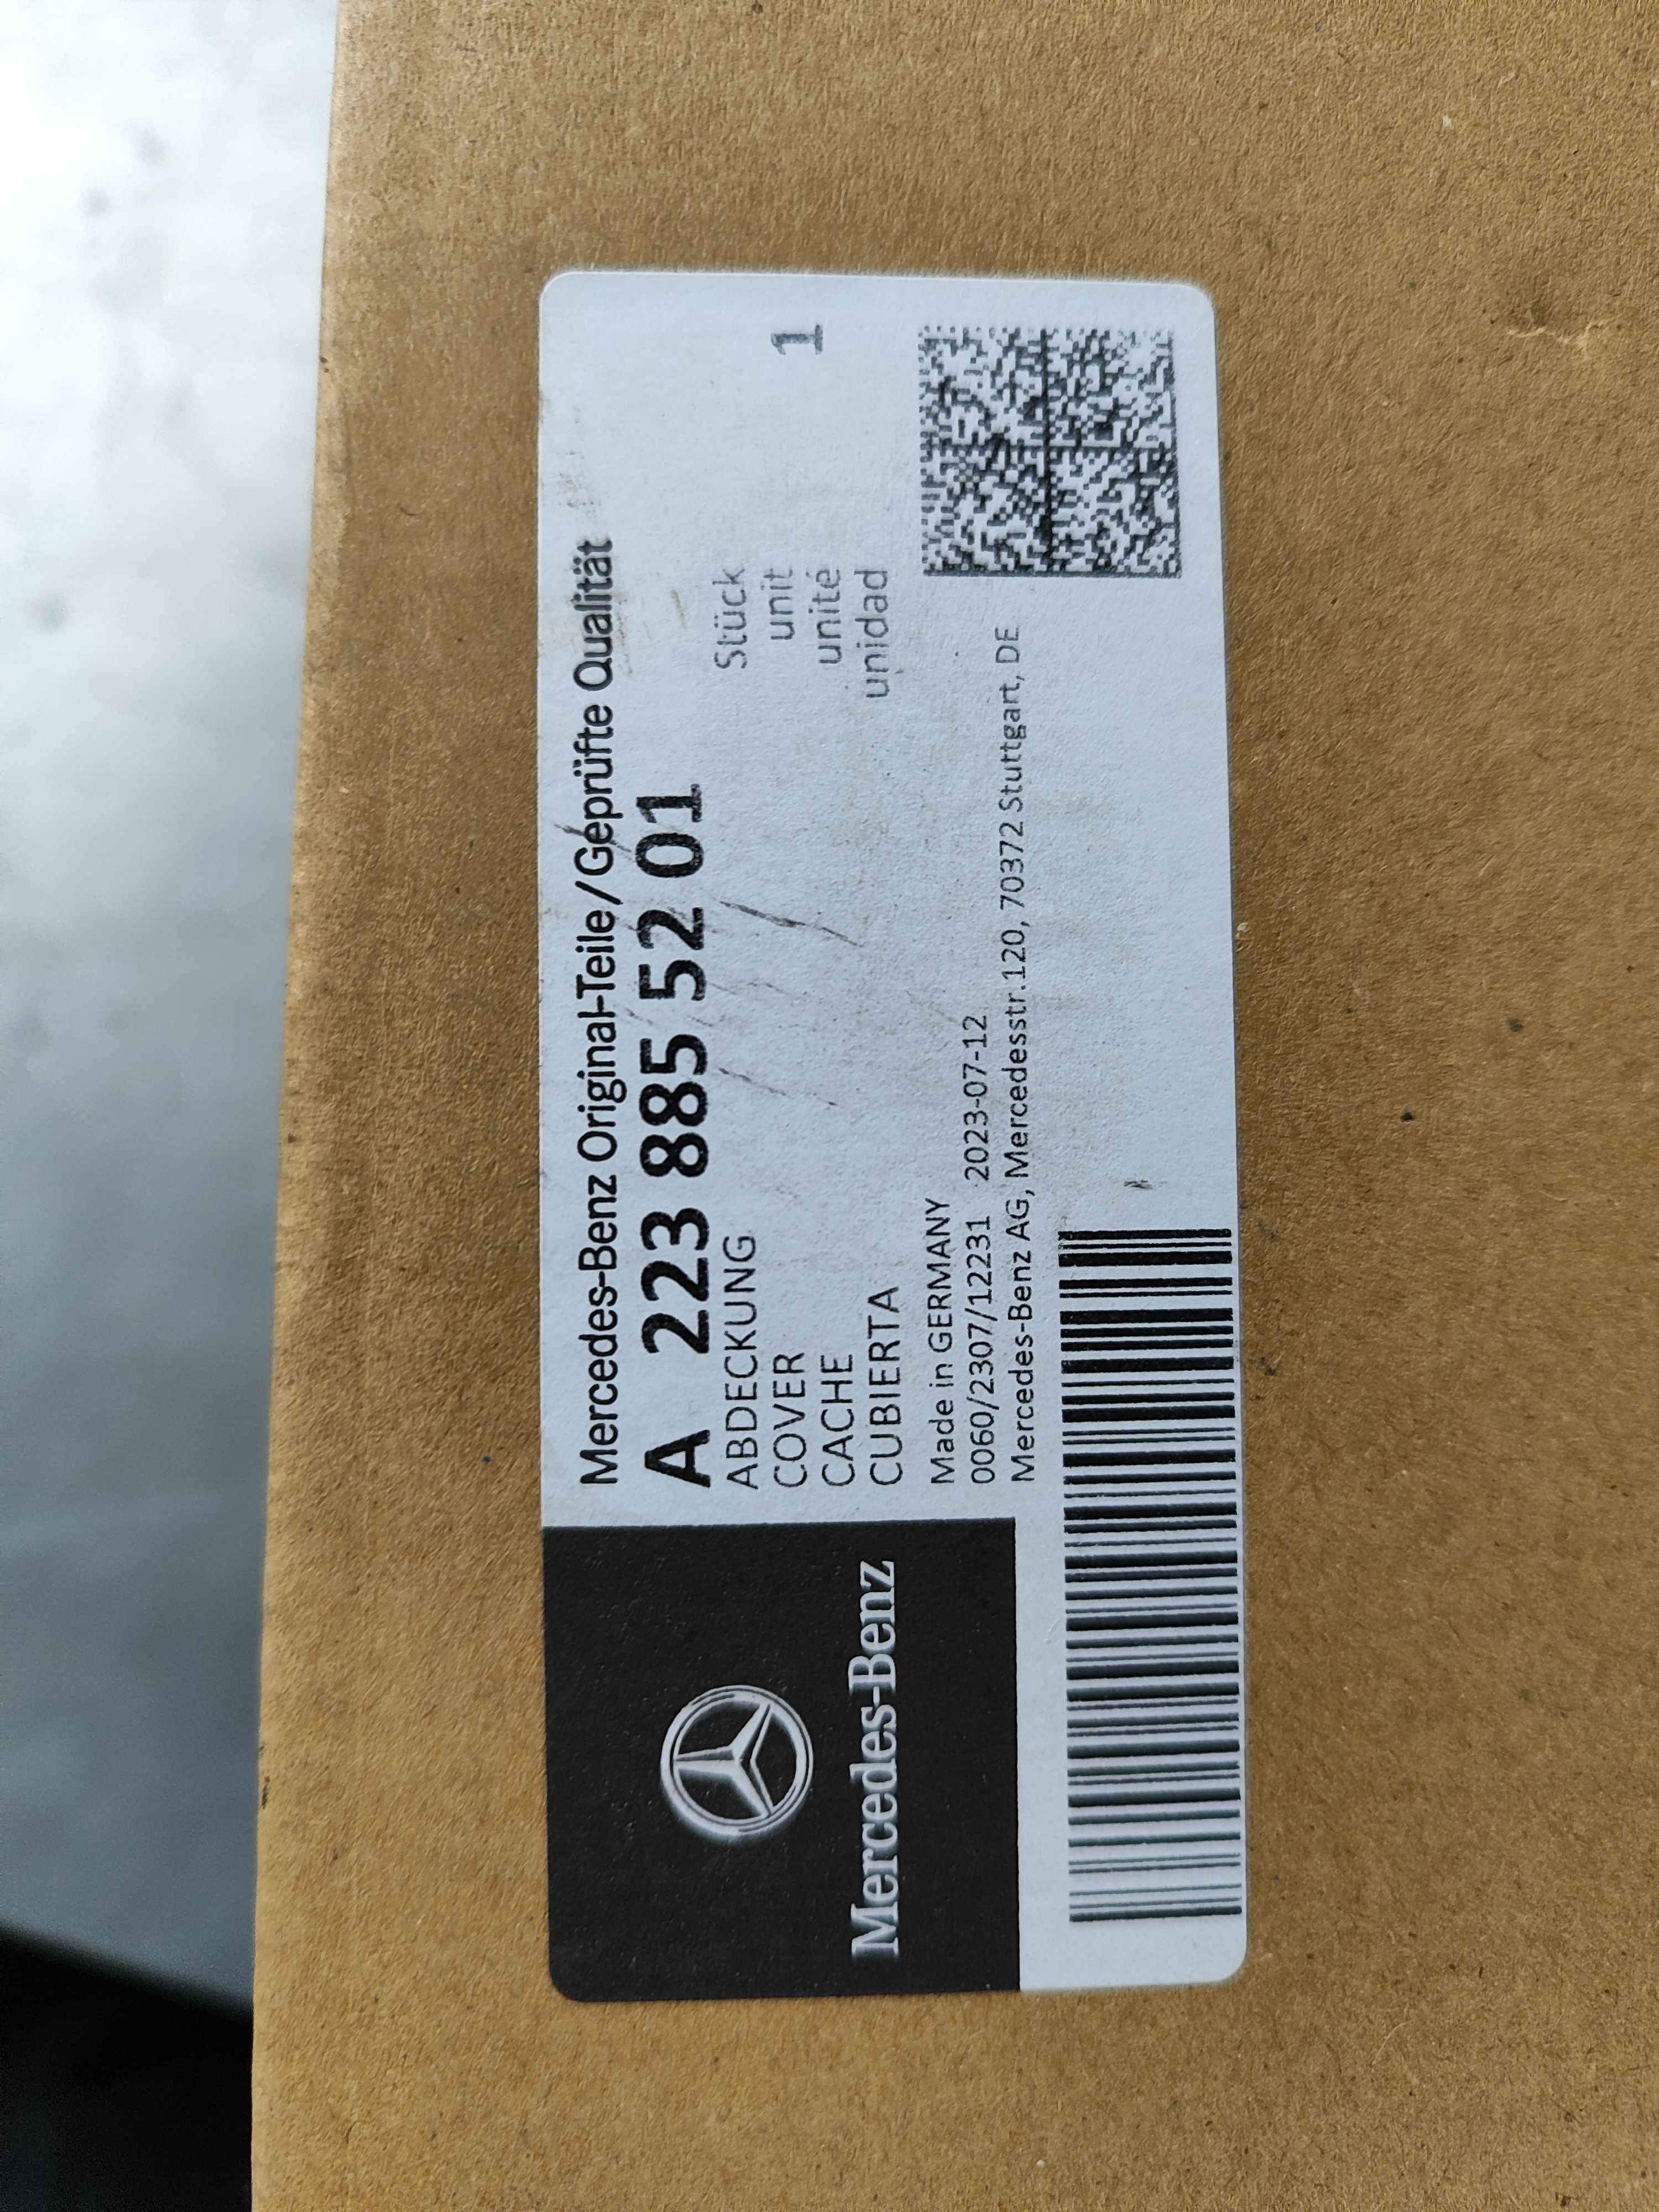 Mercedes-Benz Original-Teile/Geprüfte Qualität
A 223 885 52 01
ABDECKUNG Stück
COVER unit 1
CACHE unité
CUBIERTA unidad
Made in GERMANY
0060/2307/12231 2023-07-12
Mercedes-Benz AG, Mercedesstr.120, 70372 Stuttgart, DE
Mercedes-Benz